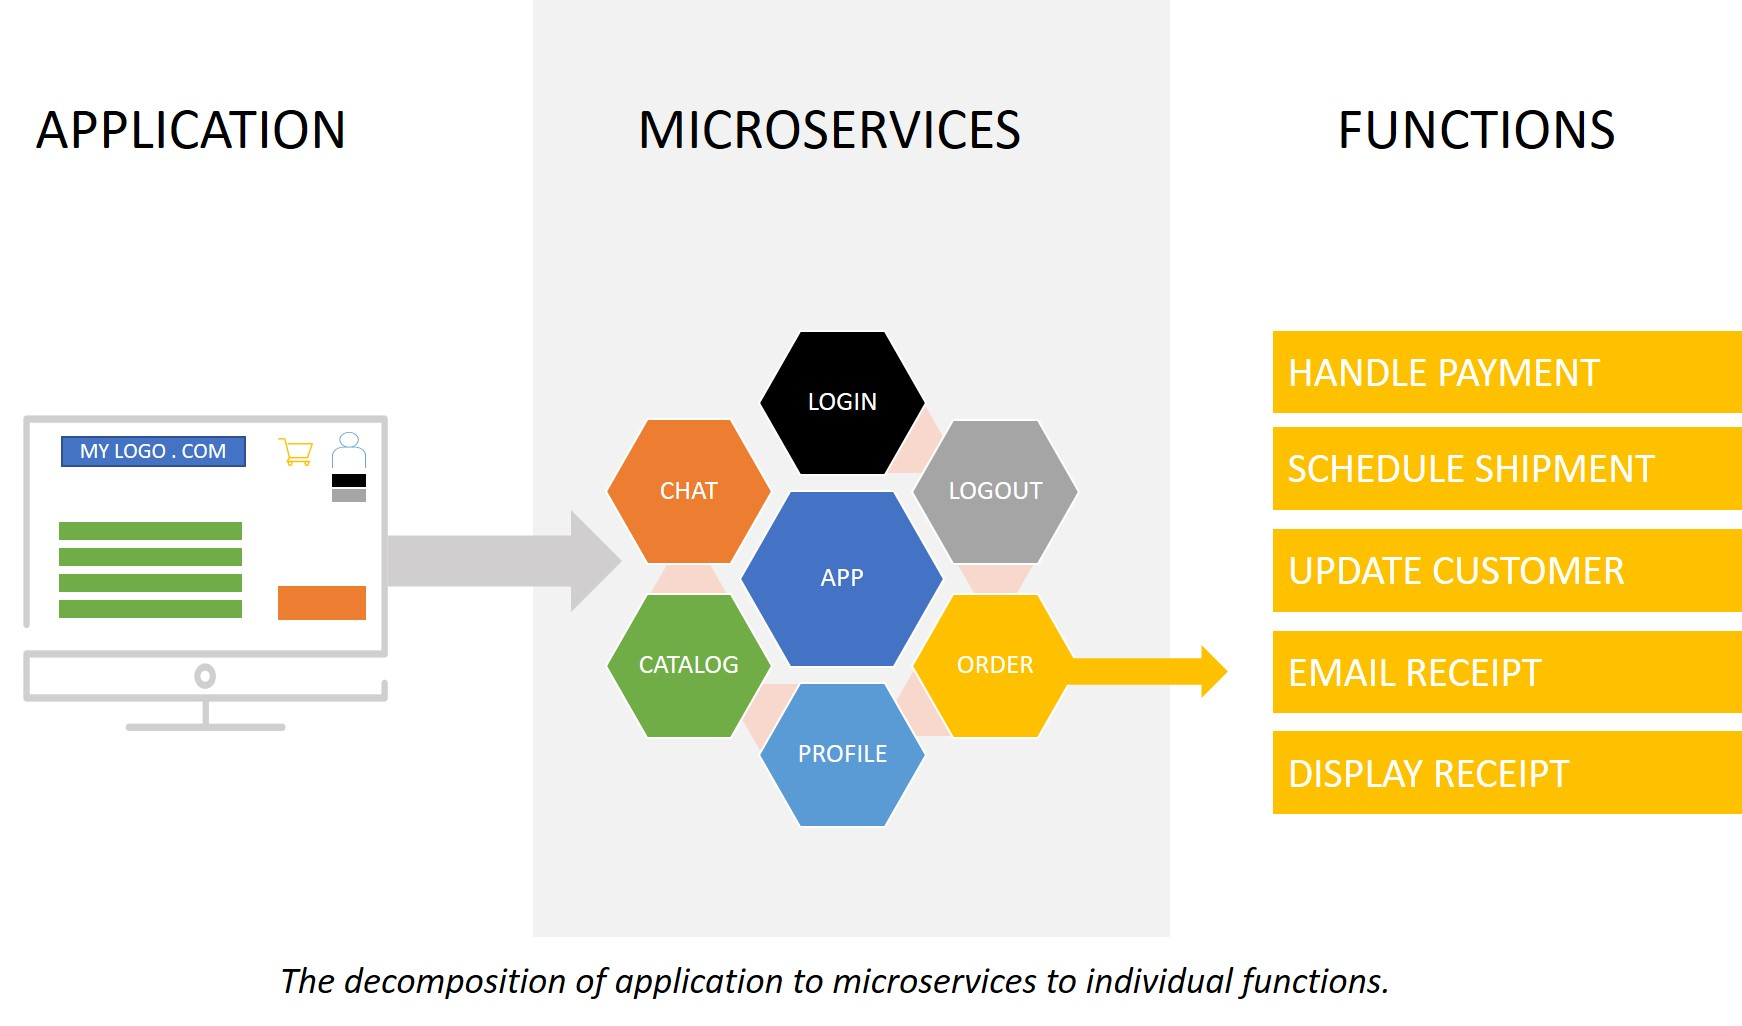 APPLICATION
MICROSERVICES
FUNCTIONS
MY LOGO . COM
LOGIN
CHAT
LOGOUT
APP
CATALOG
ORDER
PROFILE
HANDLE PAYMENT
SCHEDULE SHIPMENT
UPDATE CUSTOMER
EMAIL RECEIPT
DISPLAY RECEIPT
The decomposition of application to microservices to individual functions.